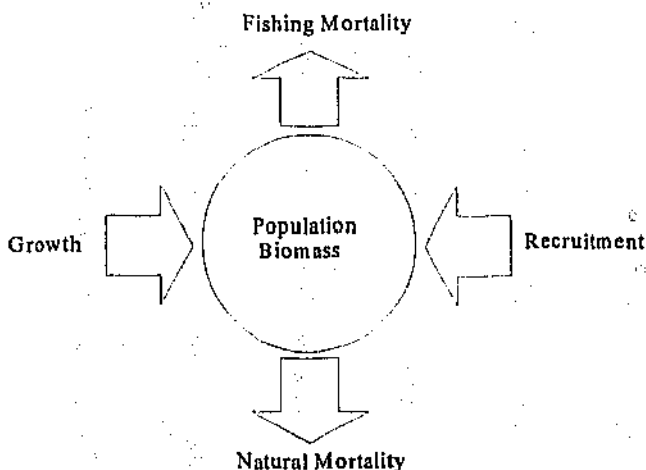 Fishing Mortality
Growth
Population
Biomass
Recruitment
Natural Mortality